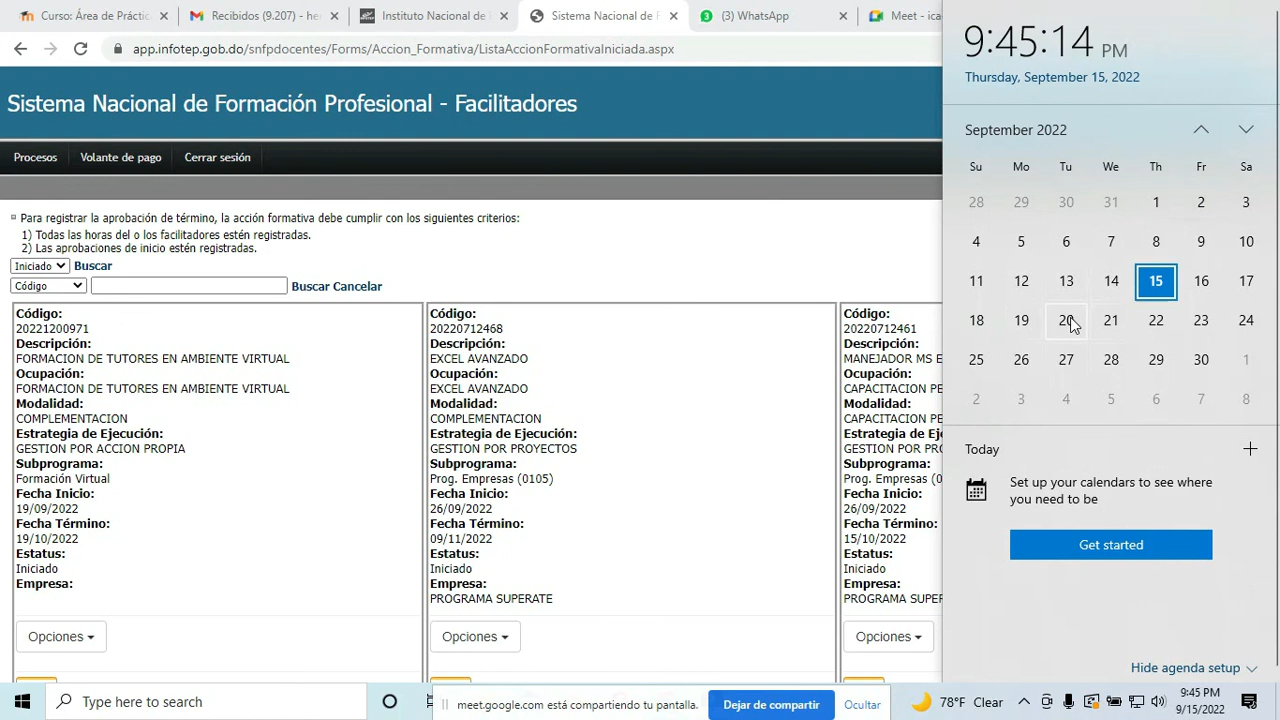 Curso: Área de Práctic
Recibidos (9.207) - he
Instituto Nacional de
Sistema Nacional de F
(3) WhatsApp
Meet - ica
app.infotep.gob.do/snfpdocentes/Forms/Accion_Formativa/ListaAccionFormativaIniciada.aspx
Sistema Nacional de Formación Profesional - Facilitadores
Procesos Volante de pago Cerrar sesión
Para registrar la aprobación de término, la acción formativa debe cumplir con los siguientes criterios:
1) Todas las horas del o los facilitadores estén registradas.
2) Las aprobaciones de inicio estén registradas.
Iniciado Buscar
Código Buscar Cancelar
Código:
20221200971
Descripción:
FORMACION DE TUTORES EN AMBIENTE VIRTUAL
Ocupación:
FORMACION DE TUTORES EN AMBIENTE VIRTUAL
Modalidad:
COMPLEMENTACION
Estrategia de Ejecución:
GESTION POR ACCION PROPIA
Subprograma:
Formación Virtual
Fecha Inicio:
19/09/2022
Fecha Término:
19/10/2022
Estatus:
Iniciado
Empresa:
Opciones
Código:
20220712468
Descripción:
EXCEL AVANZADO
Ocupación:
EXCEL AVANZADO
Modalidad:
COMPLEMENTACION
Estrategia de Ejecución:
GESTION POR PROYECTOS
Subprograma:
Prog. Empresas (0105)
Fecha Inicio:
26/09/2022
Fecha Término:
09/11/2022
Estatus:
Iniciado
Empresa:
PROGRAMA SUPERATE
Opciones
Código:
20220712461
Descripción:
MANEJADOR MS E
Ocupación:
CAPACITACION PE
Modalidad:
CAPACITACION PE
Estrategia de Eje
GESTION POR PRO
Subprograma:
Prog. Empresas (0
Fecha Inicio:
26/09/2022
Fecha Término:
15/10/2022
Estatus:
Iniciado
Empresa:
PROGRAMA SUPER
Opciones
9:45:14 PM
Thursday, September 15, 2022
September 2022
Su Mo Tu We Th Fr Sa
28 29 30 31 1 2 3
4 5 6 7 8 9 10
11 12 13 14 15 16 17
18 19 20 21 22 23 24
25 26 27 28 29 30 1
2 3 4 5 6 7 8
Today
Set up your calendars to see where
you need to be
Get started
Hide agenda setup
Type here to search
meet.google.com está compartiendo tu pantalla.
Dejar de compartir
Ocultar
78°F Clear
9:45 PM
9/15/2022